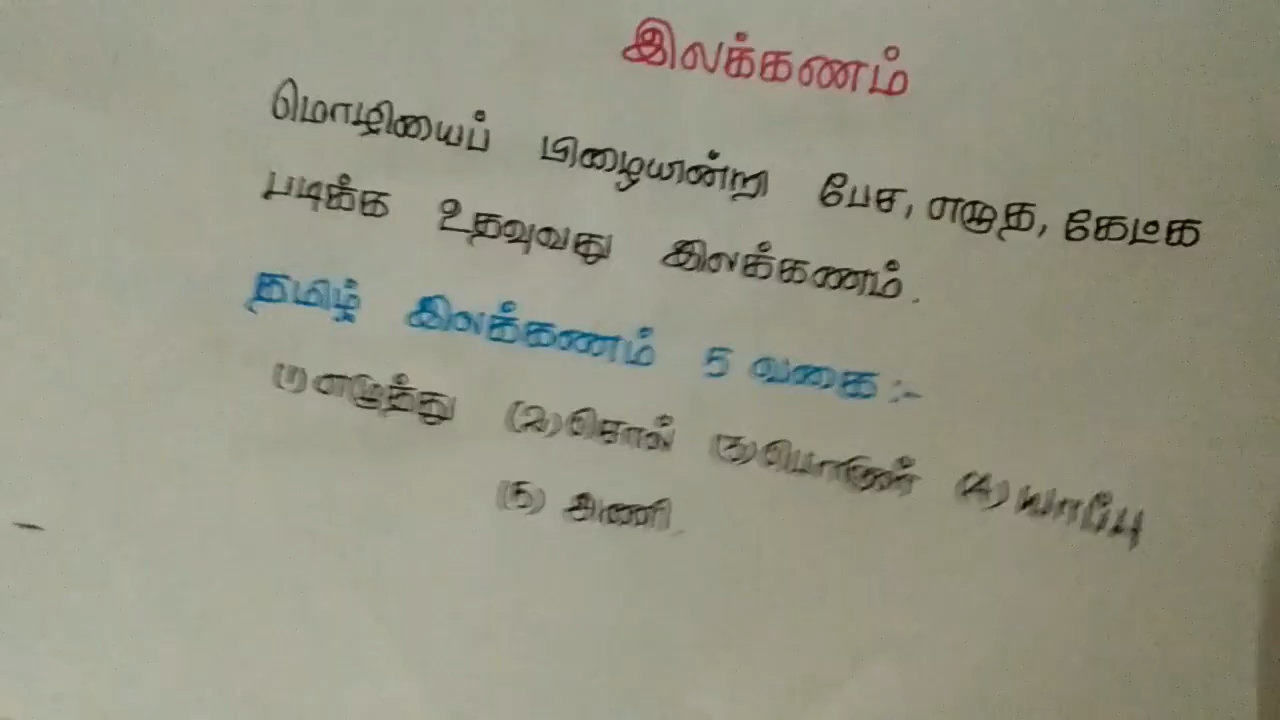 இலக்கணம்
மொழியைப் பிழையின்றி பேச, எழுத, கேட்க
படிக்க உதவுவது இலக்கணம்.
தமிழ் இலக்கணம் 5 வகை :-
(1) எழுத்து (2) சொல் (3) பொருள் (4) யாப்பு
(5) அணி.